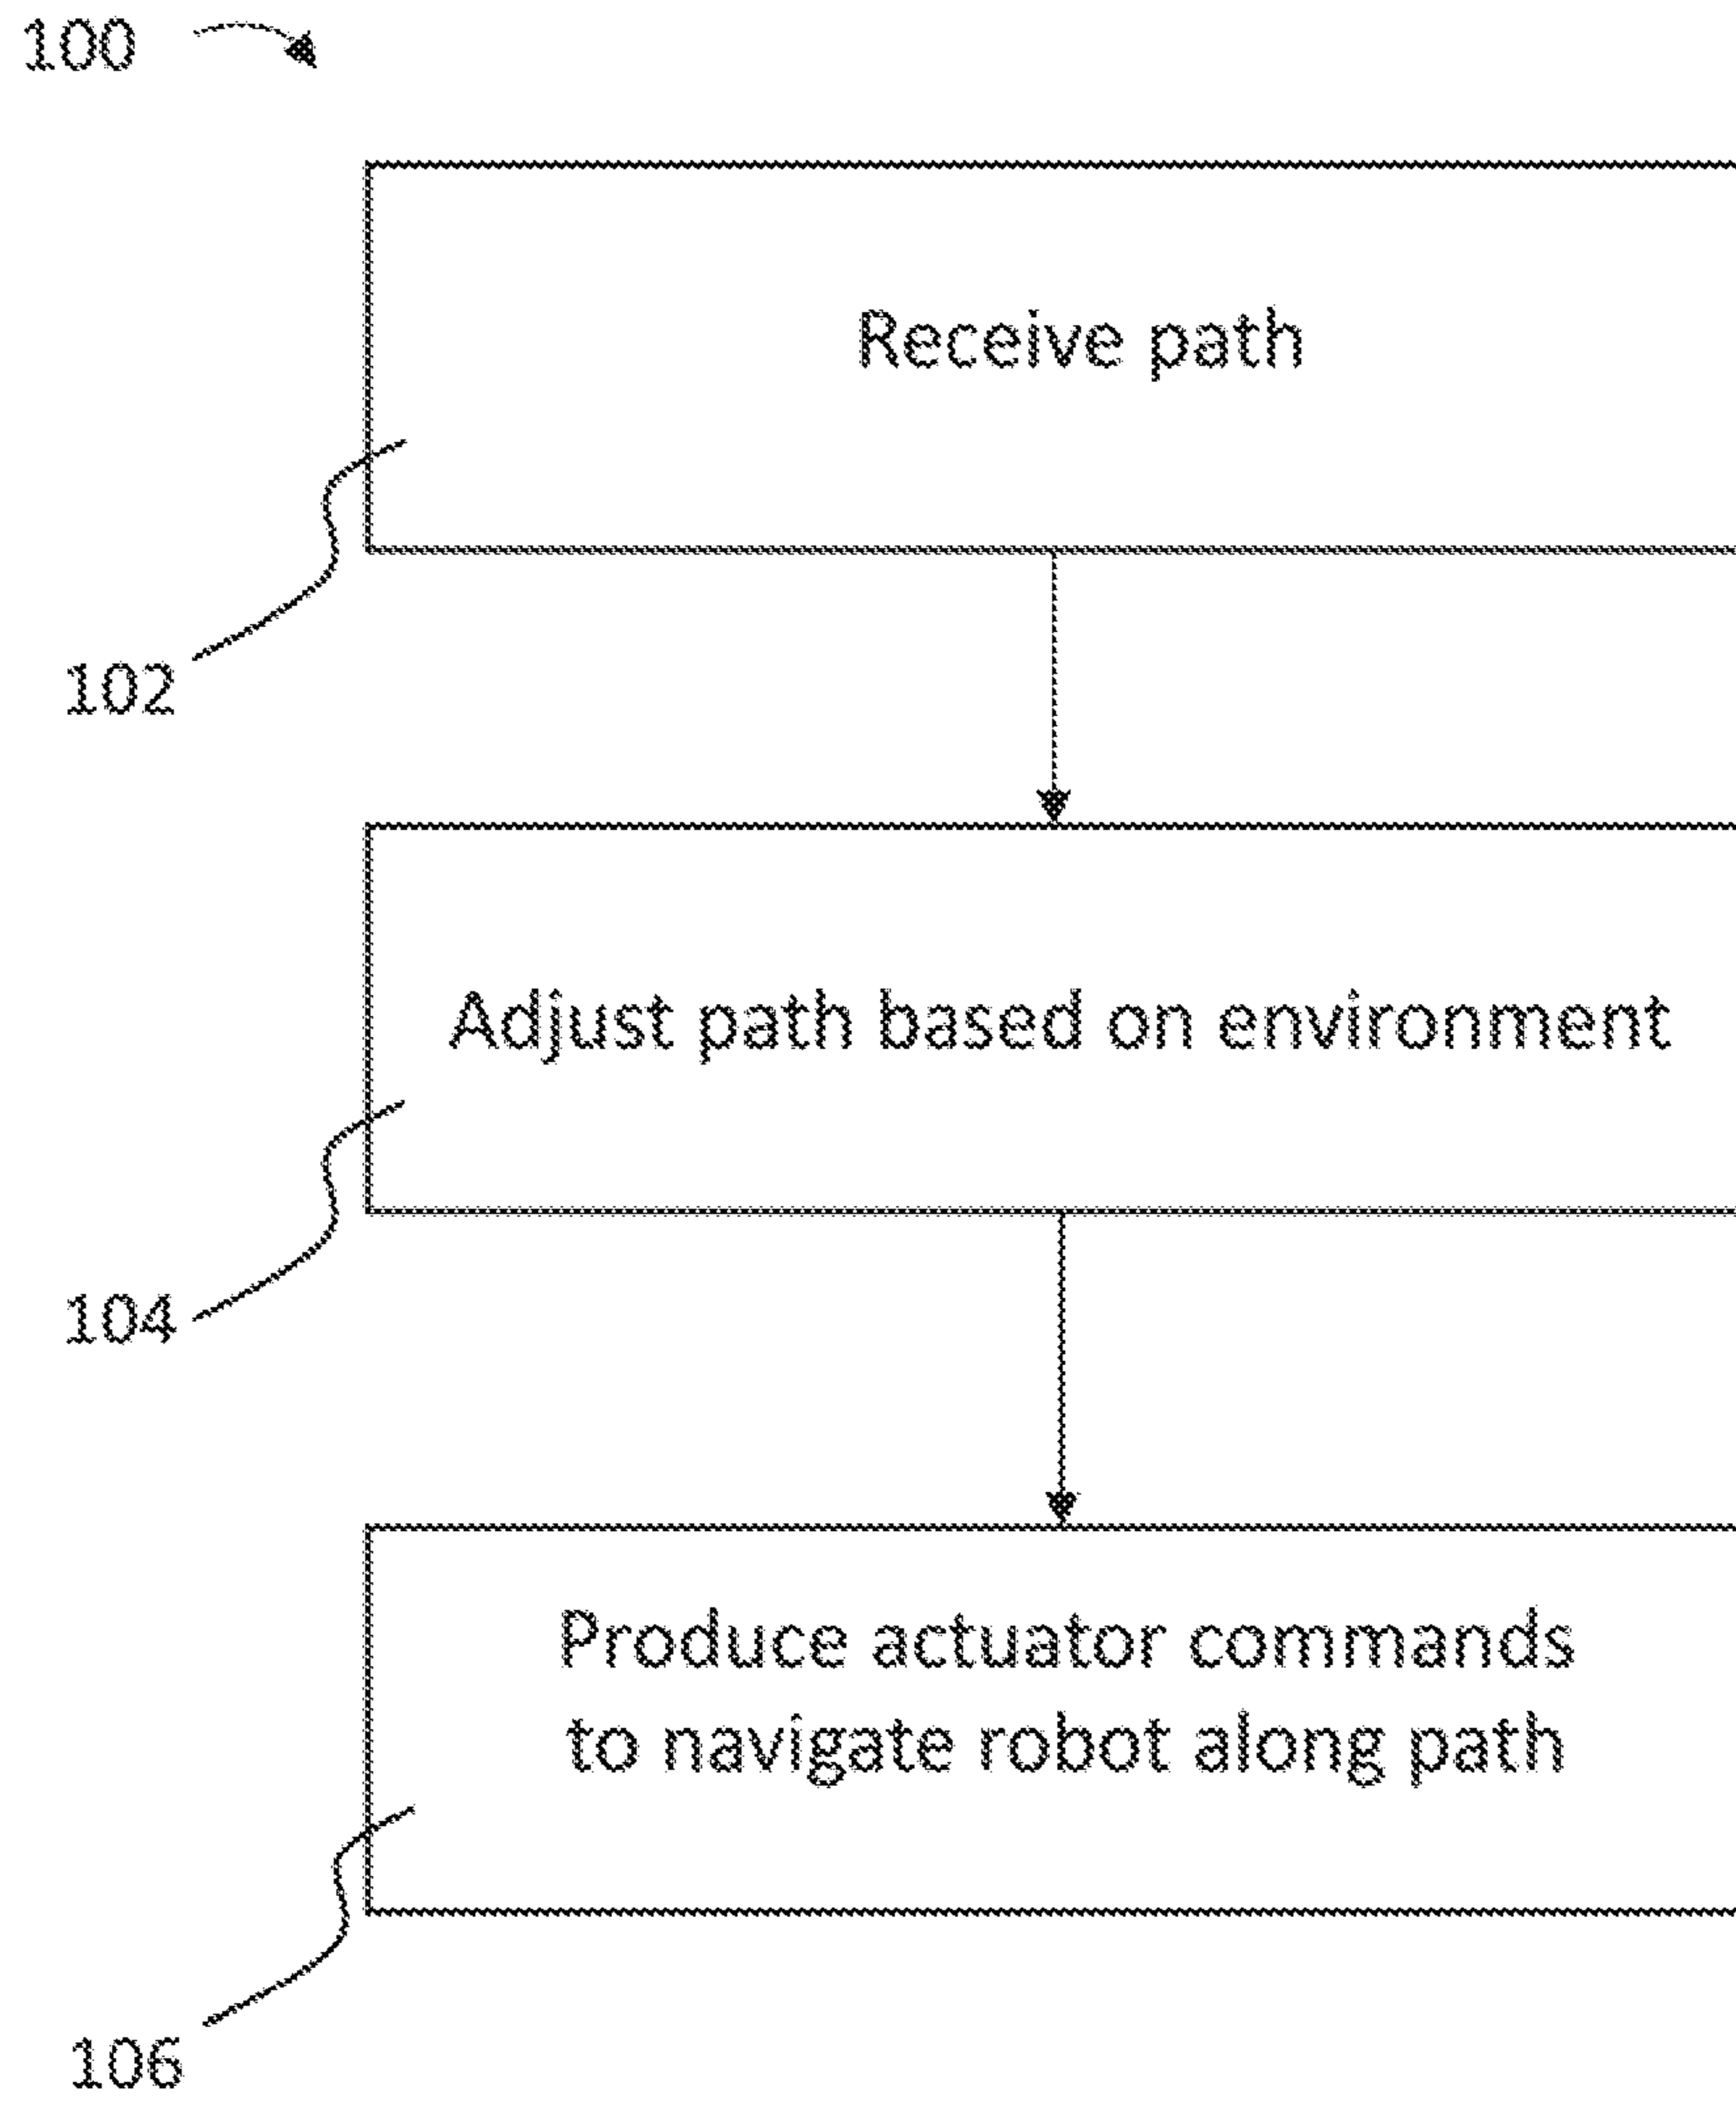 100
Receive path
102
Adjust path based on environment
104
Produce actuator commands
to navigate robot along path
106